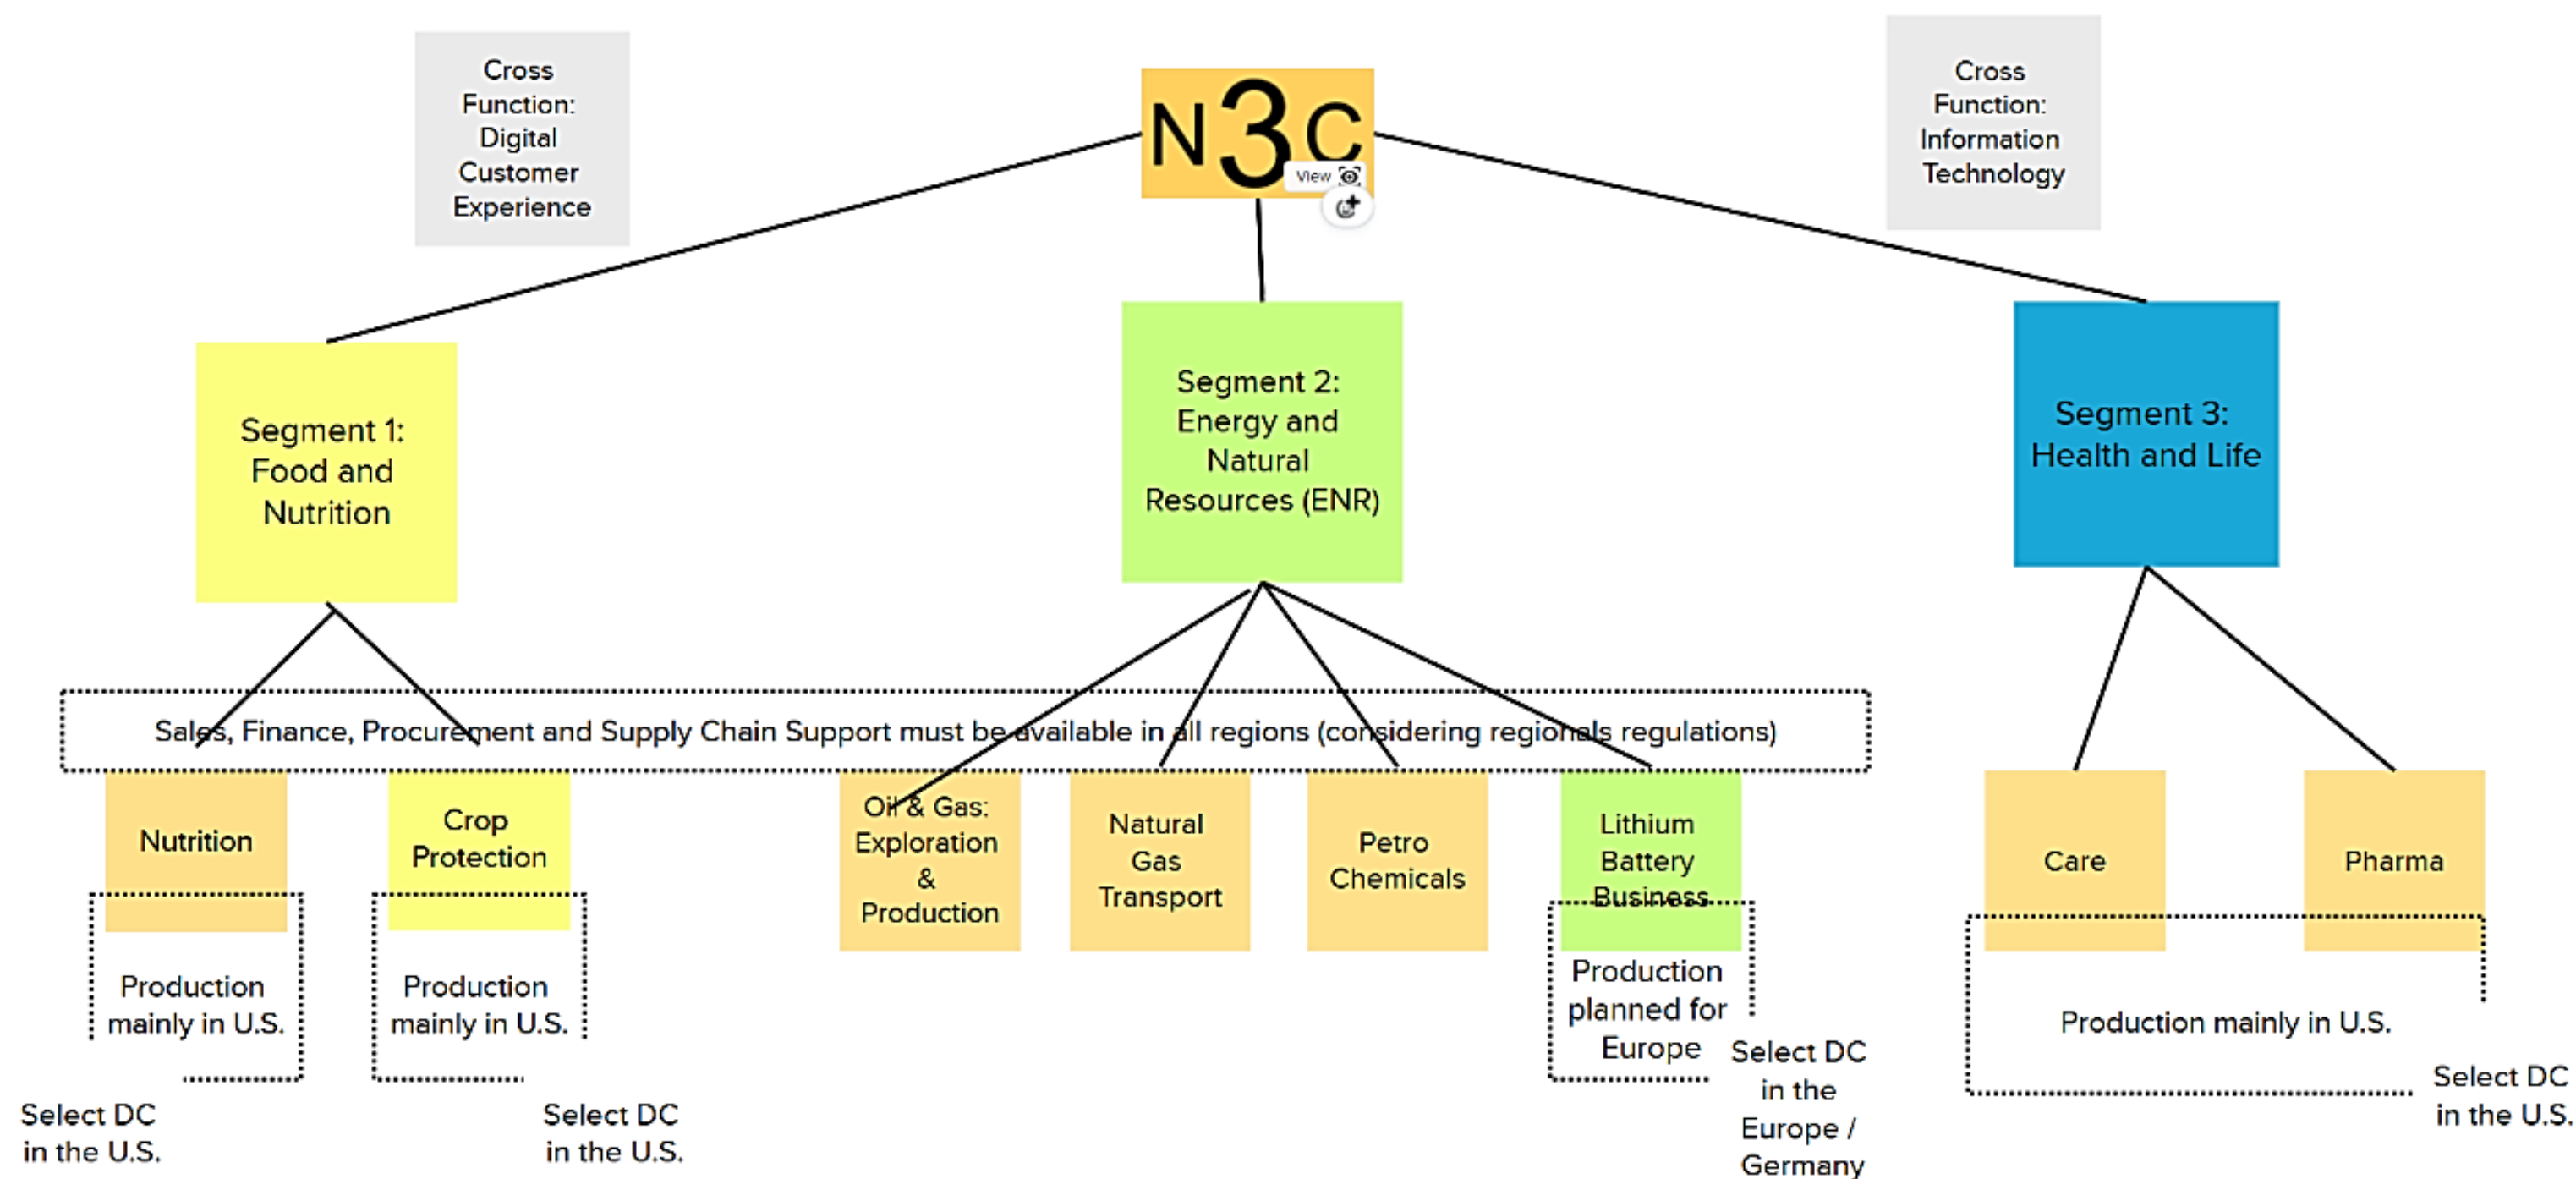 Cross
Function:
Digital
Customer
Experience
N3C
View
Cross
Function:
Information
Technology
Segment 1:
Food and
Nutrition
Segment 2:
Energy and
Natural
Resources (ENR)
Segment 3:
Health and Life
Sales, Finance, Procurement and Supply Chain Support must be available in all regions (considering regionals regulations)
Nutrition
Crop
Protection
Oil & Gas:
Exploration
&
Production
Natural
Gas
Transport
Petro
Chemicals
Lithium
Battery
Business
Care
Pharma
Production
mainly in U.S.
Select DC
in the U.S.
Production
mainly in U.S.
Select DC
in the U.S.
Production
planned for
Europe
Select DC
in the
Europe /
Germany
Production mainly in U.S.
Select DC
in the U.S.